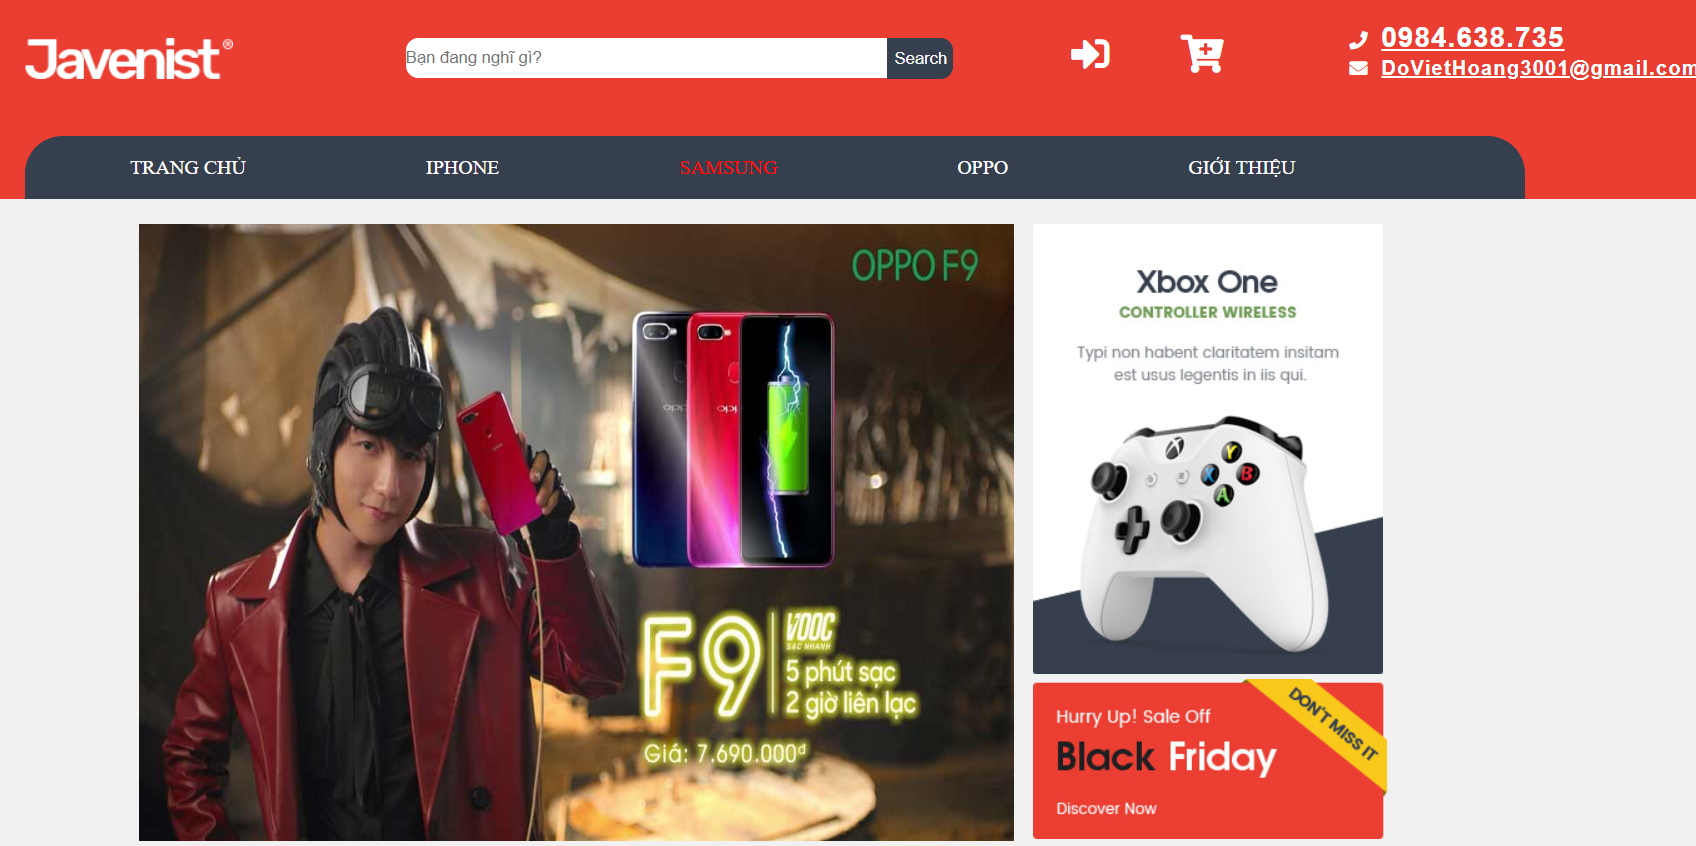 Javenist®
Bạn đang nghĩ gì?
Search
0984.638.735
DoVietHoang3001@gmail.com
TRANG CHỦ
IPHONE
SAMSUNG
OPPO
GIỚI THIỆU
OPPO F9
oppo
oppo
F9
VOOC
SẠC NHANH
5 phút sạc
2 giờ liên lạc
Giá: 7.690.000đ
Xbox One
CONTROLLER WIRELESS
Typi non habent claritatem insitam
est usus legentis in iis qui.
Y
X
B
A
Hurry Up! Sale Off
Black Friday
Discover Now
DON'T MISS IT